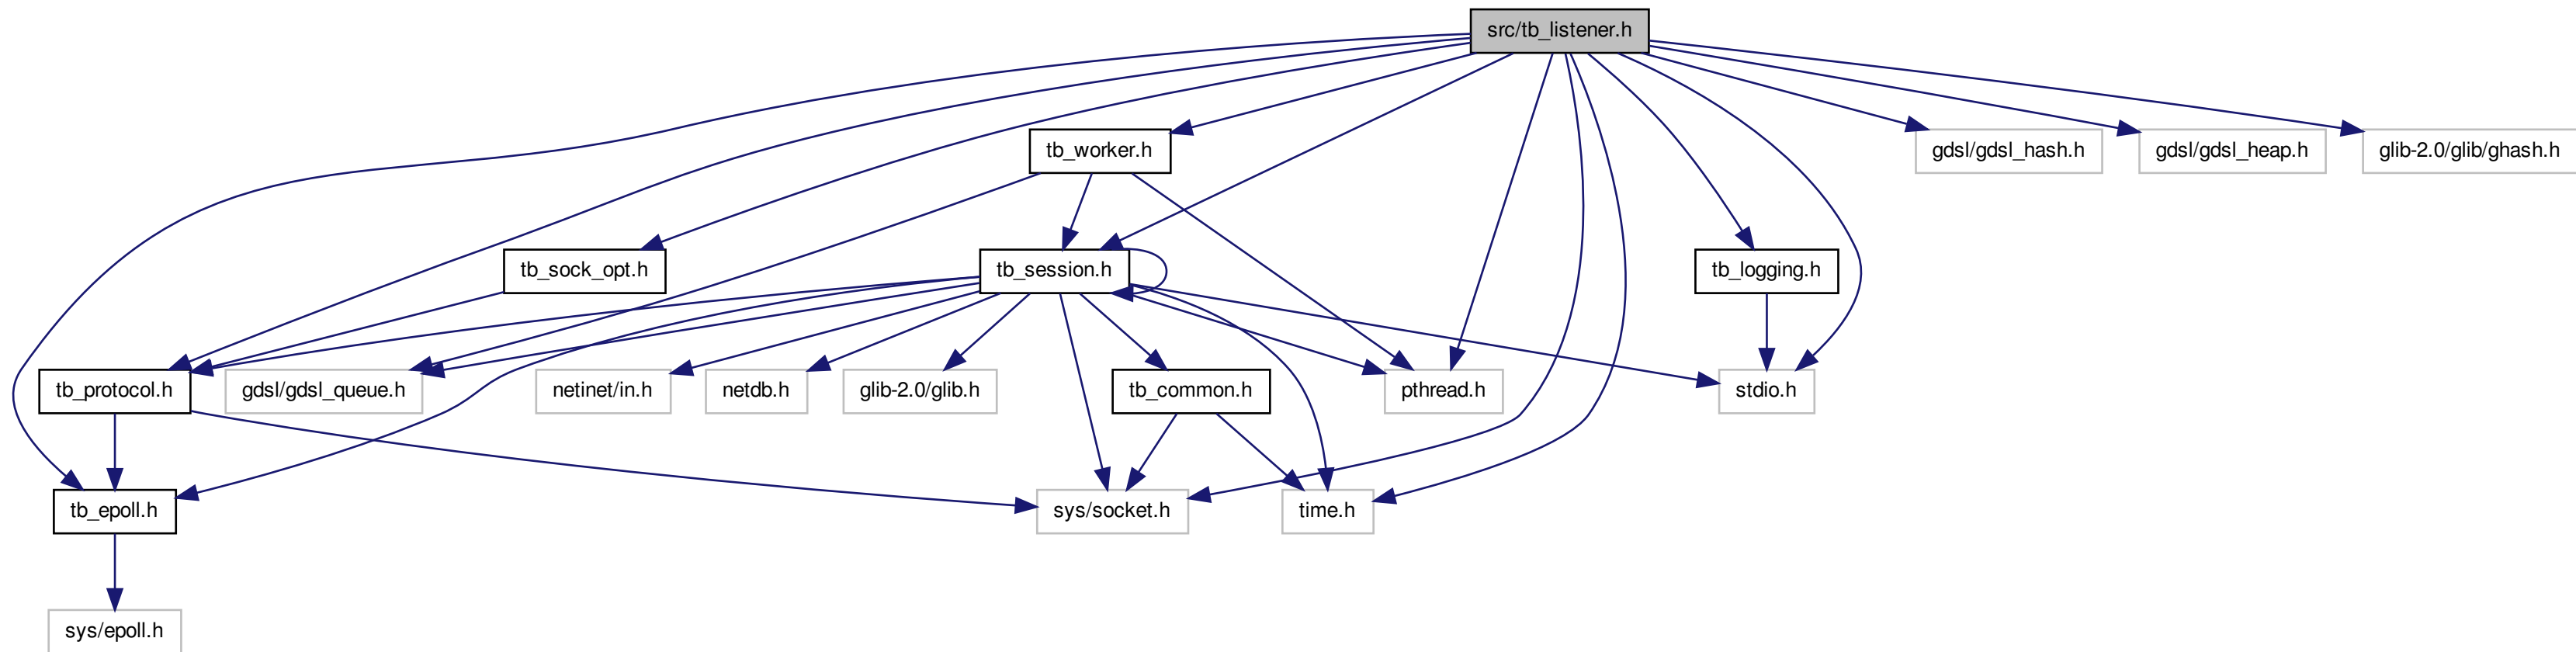 src/tb_listener.h
tb_worker.h
gdsl/gdsl_hash.h
gdsl/gdsl_heap.h
glib-2.0/glib/ghash.h
tb_sock_opt.h
tb_session.h
tb_logging.h
tb_protocol.h
gdsl/gdsl_queue.h
netinet/in.h
netdb.h
glib-2.0/glib.h
tb_common.h
pthread.h
stdio.h
tb_epoll.h
sys/socket.h
time.h
sys/epoll.h